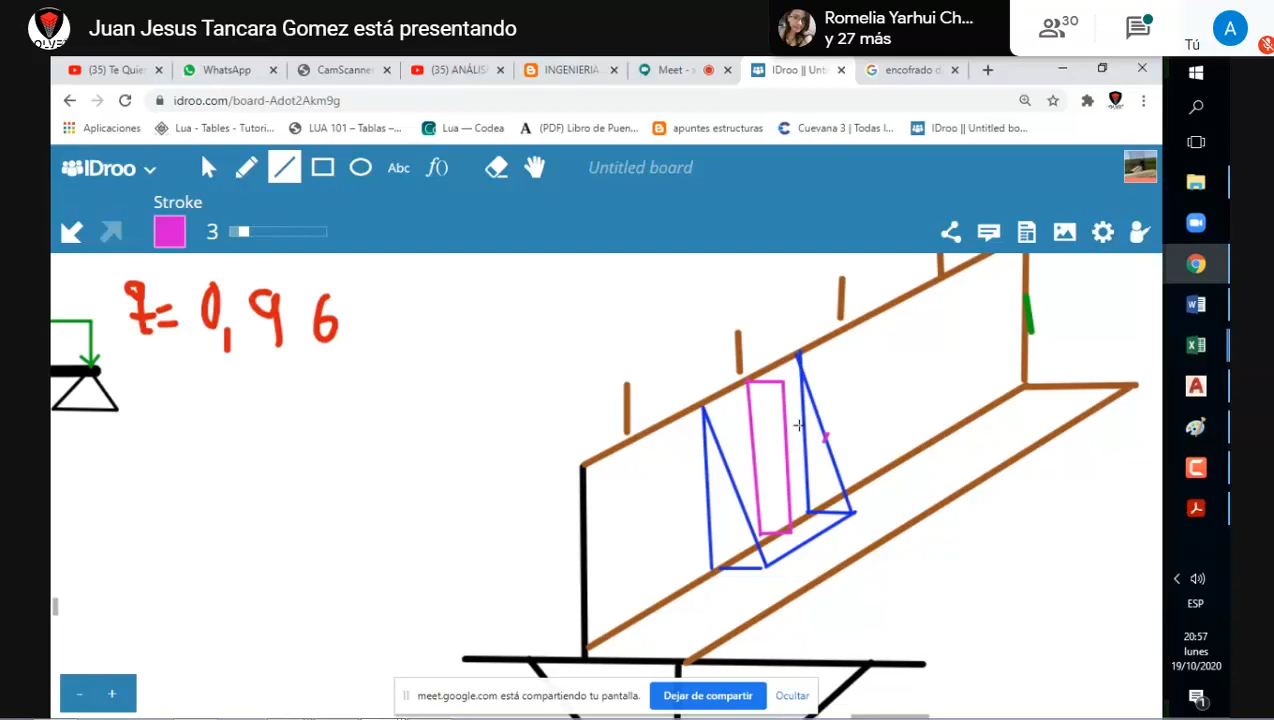 Juan Jesus Tancara Gomez está presentando
Romelia Yarhui Ch...
y 27 más
30
A
Tú
(35) Te Quie
WhatsApp
CamScanne
(35) ANÁLIS
INGENIERIA
Meet -
IDroo || Unt
encofrado d
idroo.com/board-Adot2Akm9g
Aplicaciones
Lua - Tables - Tutori...
LUA 101 – Tablas –...
Lua — Codea
(PDF) Libro de Puen...
apuntes estructuras
Cuevana 3 | Todas l...
IDroo || Untitled bo...
IDroo
Abc
f()
Untitled board
Stroke
3
= 0,96
meet.google.com está compartiendo tu pantalla.
Dejar de compartir
Ocultar
- +
ESP
20:57
lunes
19/10/2020
1